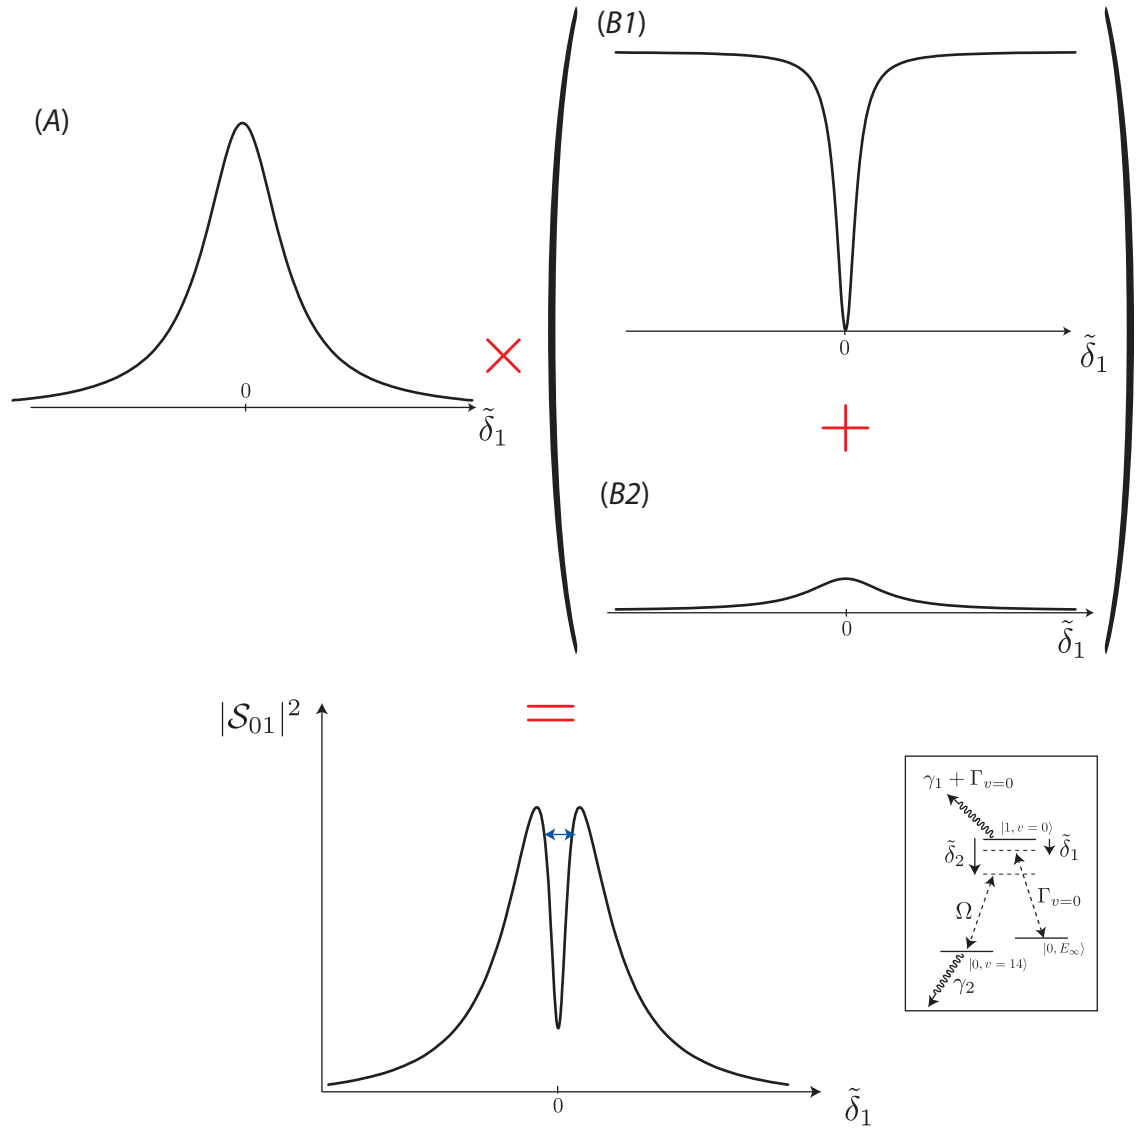 (B1)
(A)
0
δ̃₁
×
0
δ̃₁
+
(B2)
0
δ̃₁
=
|𝒮₀₁|²
0
δ̃₁
γ₁ + Γᵥ₌₀
|1, v = 0⟩
δ̃₂
δ̃₁
Ω
Γᵥ₌₀
|0, v = 14⟩
|0, E∞⟩
γ₂